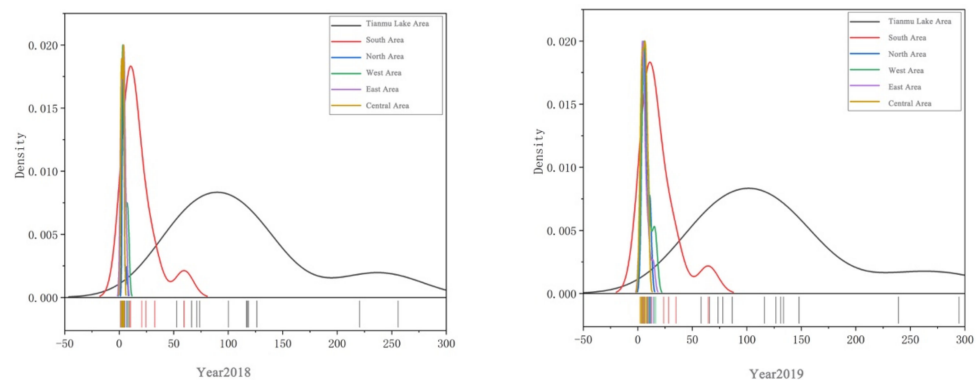 Density
0.020
0.015
0.010
0.005
0.000
Tianmu Lake Area
South Area
North Area
West Area
East Area
Central Area
-50
0
50
100
150
200
250
300
Year2018
Density
0.020
0.015
0.010
0.005
0.000
Tianmu Lake Area
South Area
North Area
West Area
East Area
Central Area
-50
0
50
100
150
200
250
300
Year2019